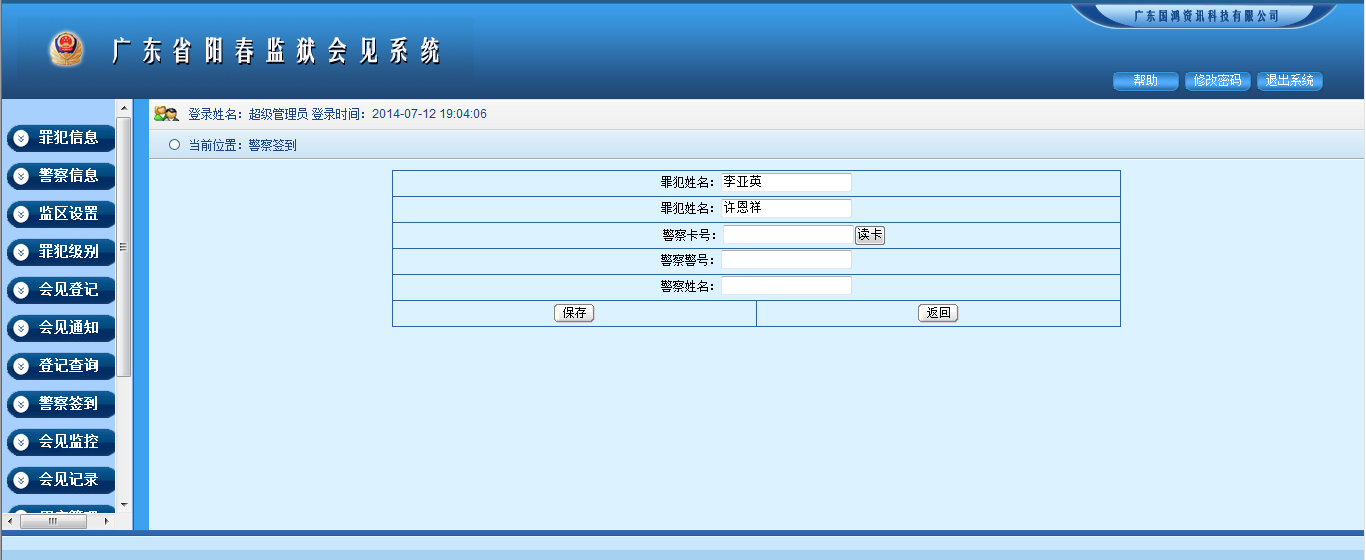 广东国鸿资讯科技有限公司
广东省阳春监狱会见系统
帮助 修改密码 退出系统
登录姓名：超级管理员 登录时间：2014-07-12 19:04:06
当前位置：警察签到
罪犯信息
警察信息
监区设置
罪犯级别
会见登记
会见通知
登记查询
警察签到
会见监控
会见记录
罪犯姓名：李亚英
罪犯姓名：许恩祥
警察卡号： 读卡
警察警号：
警察姓名：
保存 返回